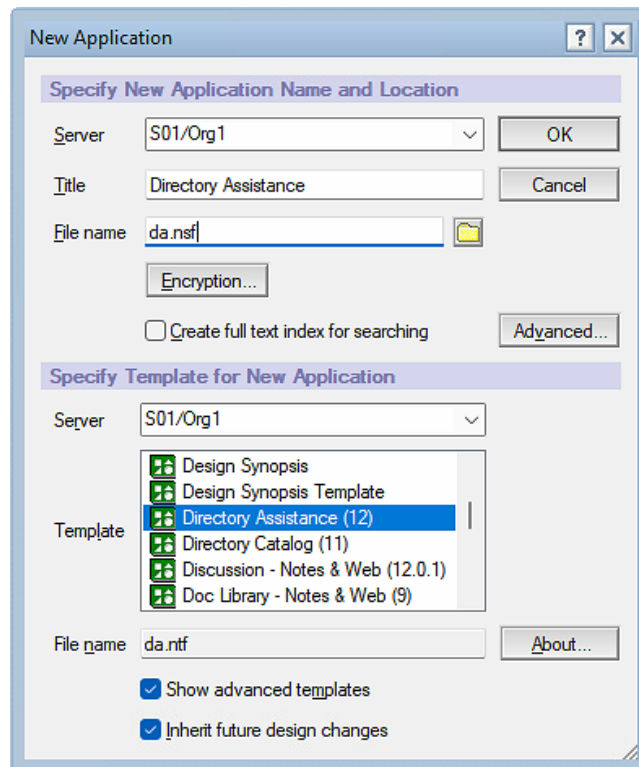 New Application
Specify New Application Name and Location
Server S01/Org1 OK
Title Directory Assistance Cancel
File name da.nsf
Encryption...
Create full text index for searching Advanced...
Specify Template for New Application
Server S01/Org1
Design Synopsis
Design Synopsis Template
Directory Assistance (12)
Template
Directory Catalog (11)
Discussion - Notes & Web (12.0.1)
Doc Library - Notes & Web (9)
File name da.ntf About...
Show advanced templates
Inherit future design changes